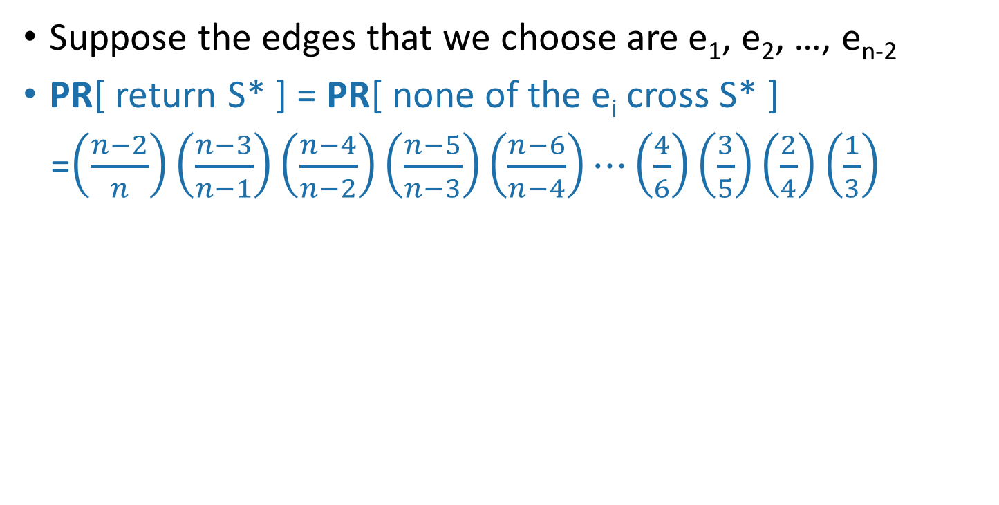 • Suppose the edges that we choose are e₁, e₂, …, eₙ₋₂
• PR[ return S* ] = PR[ none of the eᵢ cross S* ]
=((n−2)/n) ((n−3)/(n−1)) ((n−4)/(n−2)) ((n−5)/(n−3)) ((n−6)/(n−4)) ⋯ (4/6) (3/5) (2/4) (1/3)